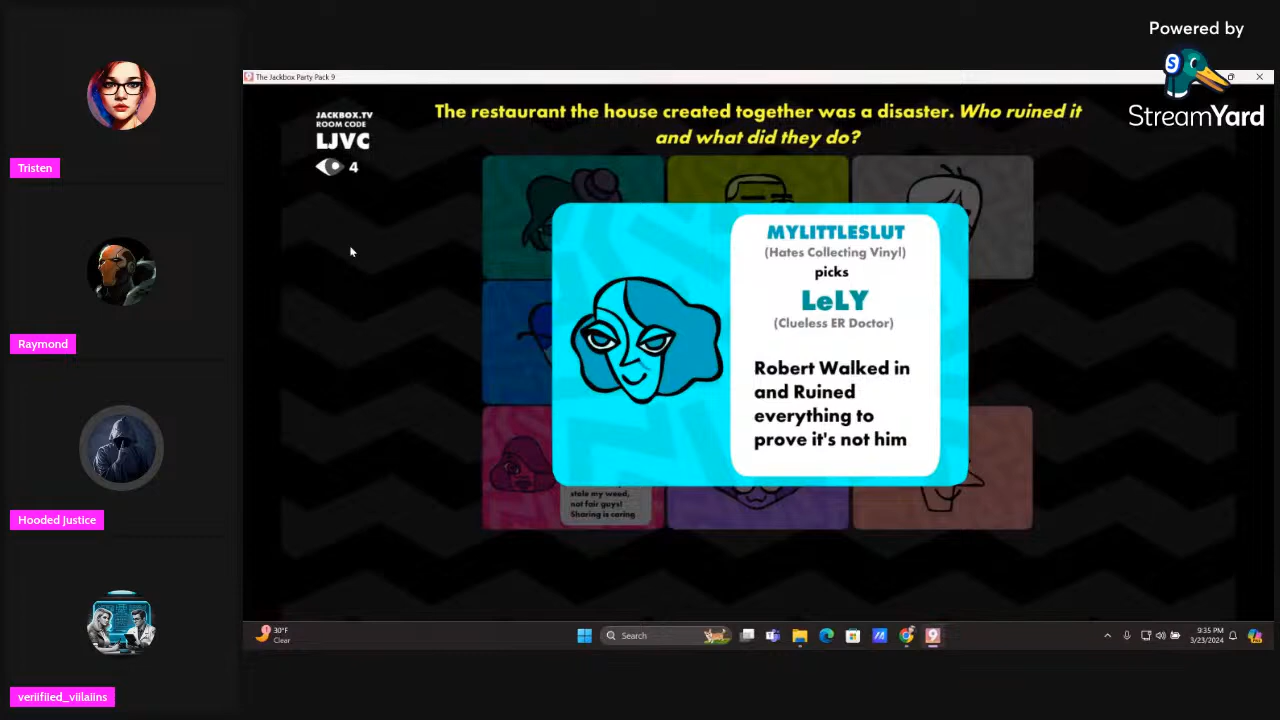 Powered by
StreamYard
The Jackbox Party Pack 9
JACKBOX.TV
ROOM CODE
LJVC
4
The restaurant the house created together was a disaster. Who ruined it
and what did they do?
MYLITTLESLUT
(Hates Collecting Vinyl)
picks
LeLY
(Clueless ER Doctor)
Robert Walked in
and Ruined
everything to
prove it's not him
stole my weed,
not fair guys!
Sharing is caring
Tristen
Raymond
Hooded Justice
veriifiied_viilaiins
30°F
Clear
Search
9:35 PM
3/23/2024